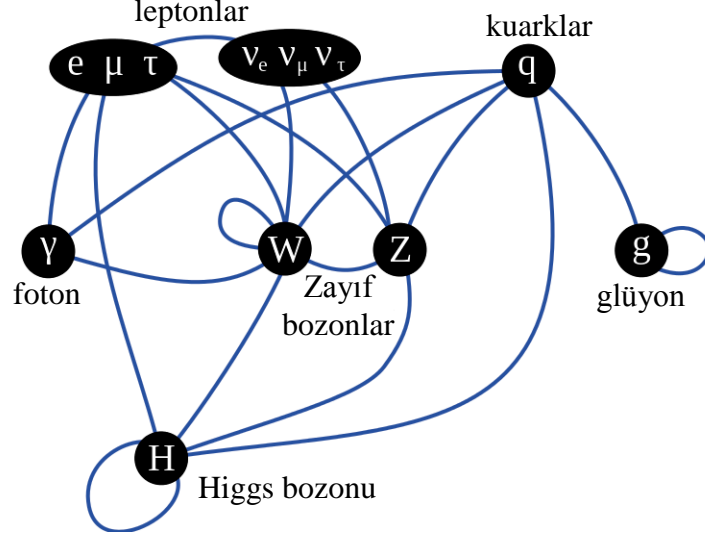 leptonlar
kuarklar
e μ τ
νe νμ ντ
q
γ
W
Z
g
foton
Zayıf
bozonlar
glüyon
H
Higgs bozonu